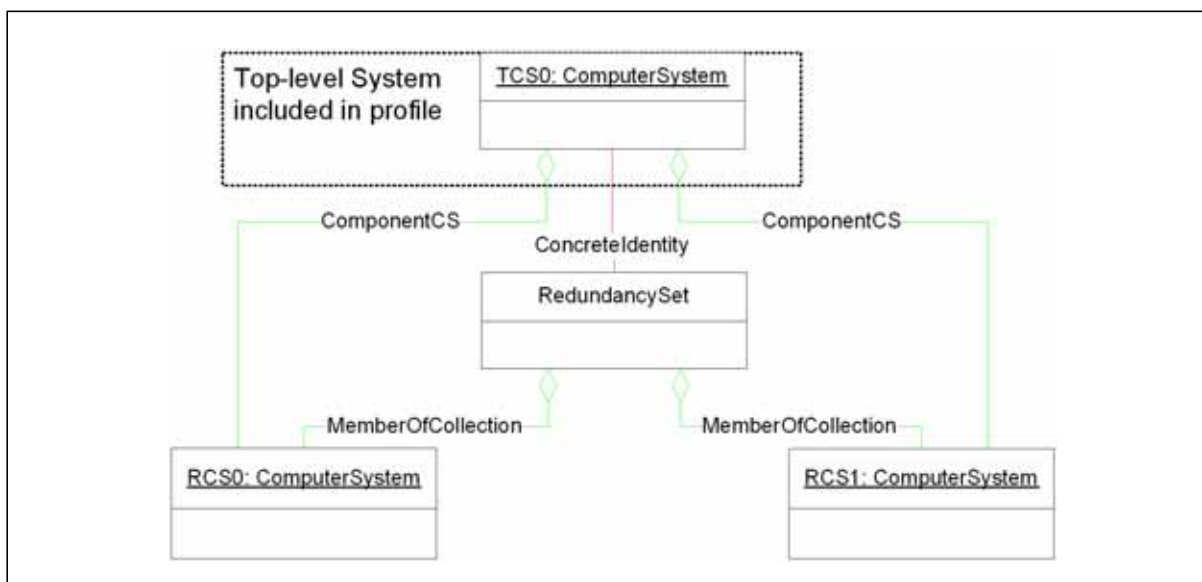 Top-level System
included in profile
TCS0: ComputerSystem
ComponentCS
ComponentCS
ConcreteIdentity
RedundancySet
MemberOfCollection
MemberOfCollection
RCS0: ComputerSystem
RCS1: ComputerSystem